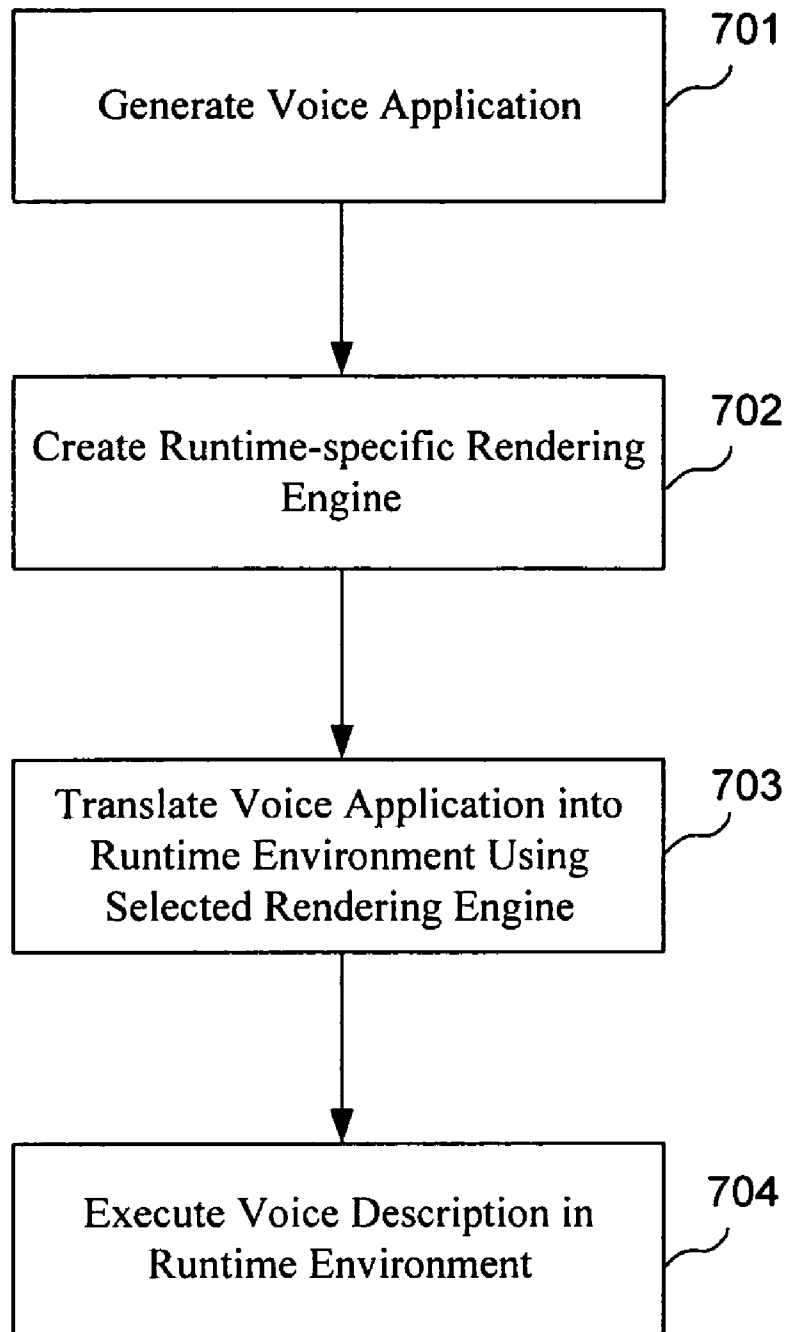 701
Generate Voice Application
702
Create Runtime-specific Rendering
Engine
703
Translate Voice Application into
Runtime Environment Using
Selected Rendering Engine
704
Execute Voice Description in
Runtime Environment